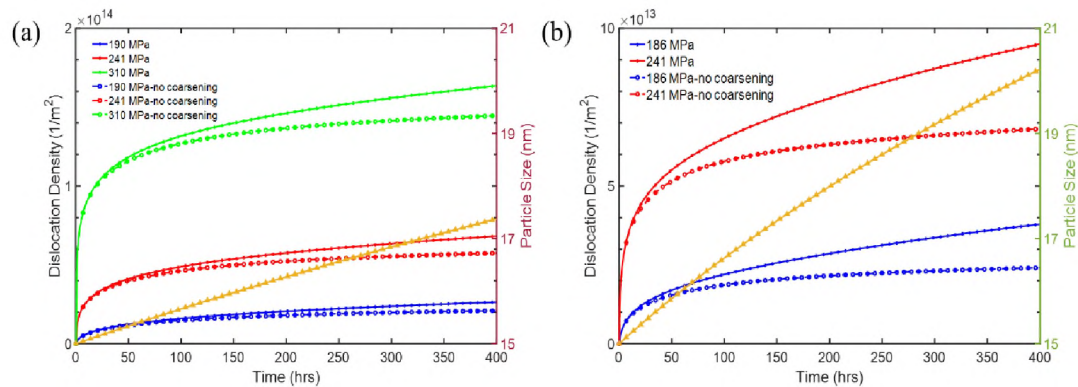 (a)
×10^14
2
1
0
Dislocation Density (1/m^2)
190 MPa
241 MPa
310 MPa
190 MPa-no coarsening
241 MPa-no coarsening
310 MPa-no coarsening
21
19
17
15
Particle Size (nm)
0 50 100 150 200 250 300 350 400
Time (hrs)
(b)
×10^13
10
5
0
Dislocation Density (1/m^2)
186 MPa
241 MPa
186 MPa-no coarsening
241 MPa-no coarsening
21
19
17
15
Particle Size (nm)
0 50 100 150 200 250 300 350 400
Time (hrs)